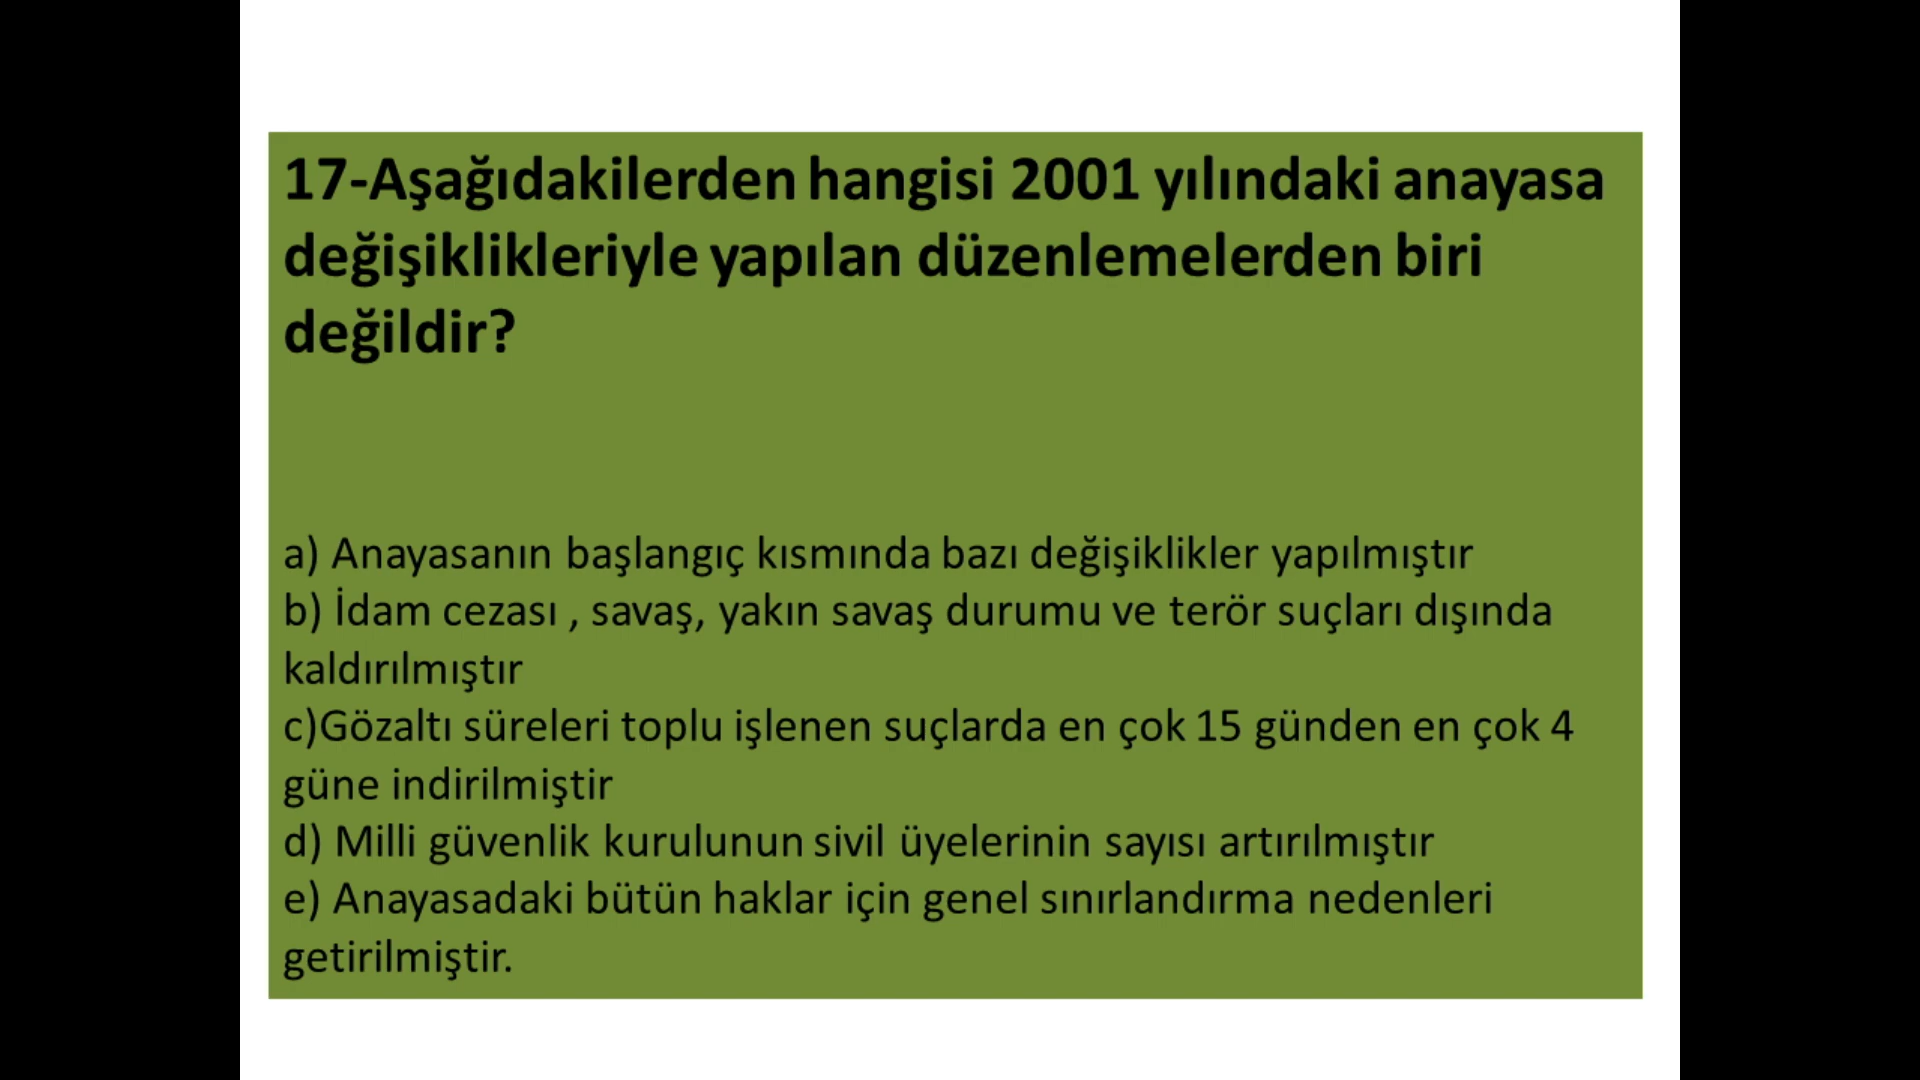 17-Aşağıdakilerden hangisi 2001 yılındaki anayasa
değişiklikleriyle yapılan düzenlemelerden biri
değildir?
a) Anayasanın başlangıç kısmında bazı değişiklikler yapılmıştır
b) İdam cezası , savaş, yakın savaş durumu ve terör suçları dışında
kaldırılmıştır
c)Gözaltı süreleri toplu işlenen suçlarda en çok 15 günden en çok 4
güne indirilmiştir
d) Milli güvenlik kurulunun sivil üyelerinin sayısı artırılmıştır
e) Anayasadaki bütün haklar için genel sınırlandırma nedenleri
getirilmiştir.